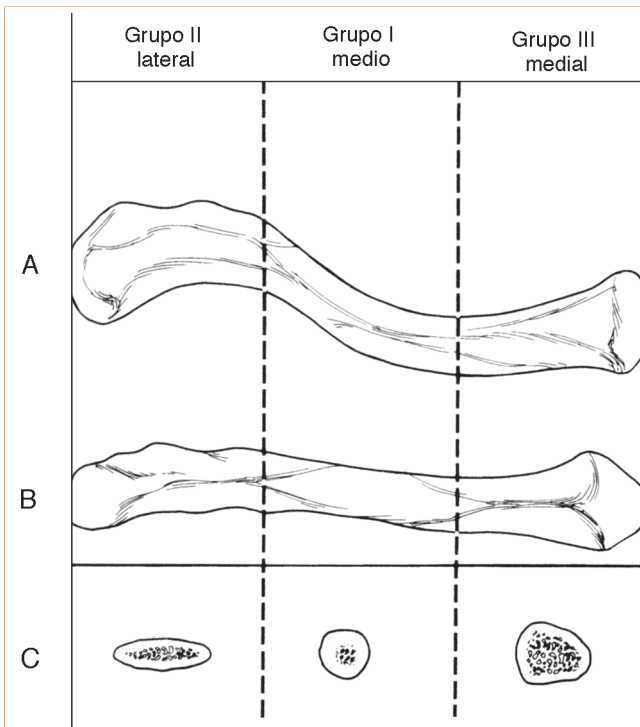 Grupo II
lateral
Grupo I
medio
Grupo III
medial
A
B
C